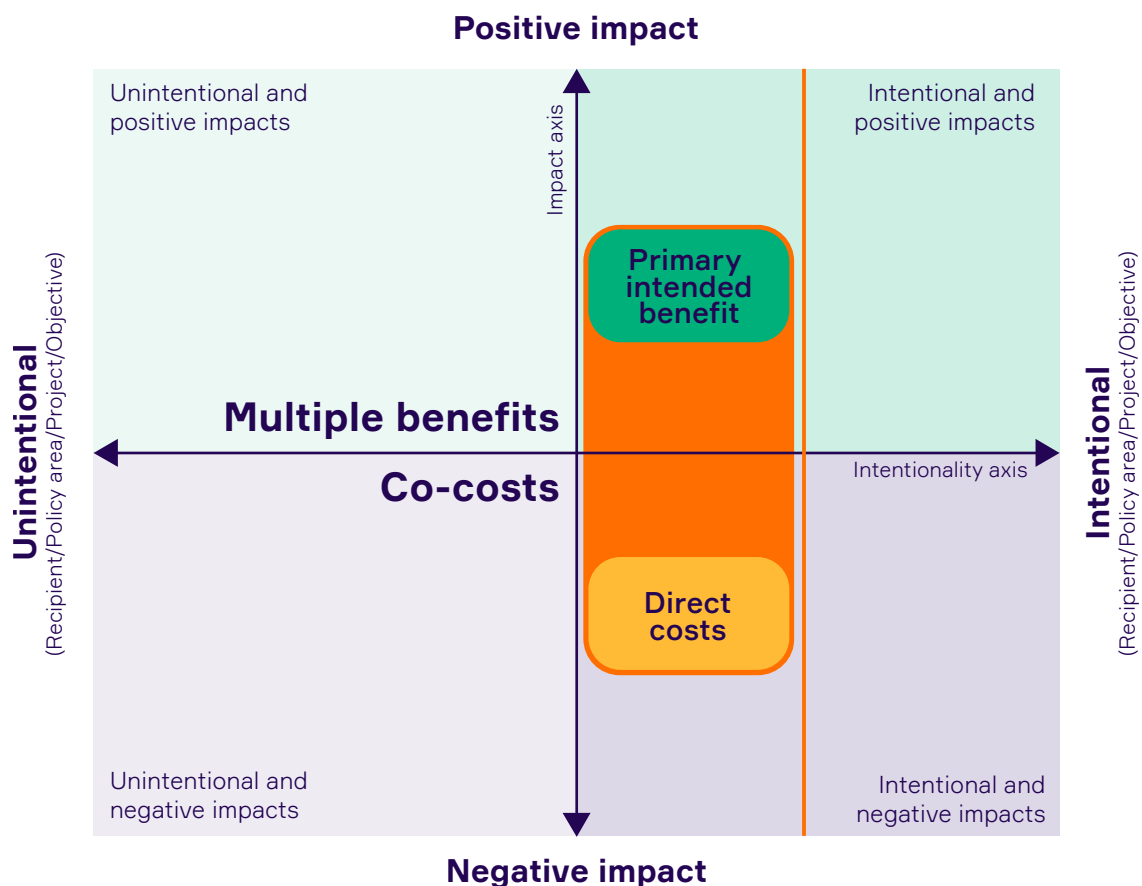 Positive impact
Unintentional and
positive impacts
Impact axis
Intentional and
positive impacts
Primary
intended
benefit
Unintentional
(Recipient/Policy area/Project/Objective)
Multiple benefits
Intentional
(Recipient/Policy area/Project/Objective)
Intentionality axis
Co-costs
Direct
costs
Unintentional and
negative impacts
Intentional and
negative impacts
Negative impact